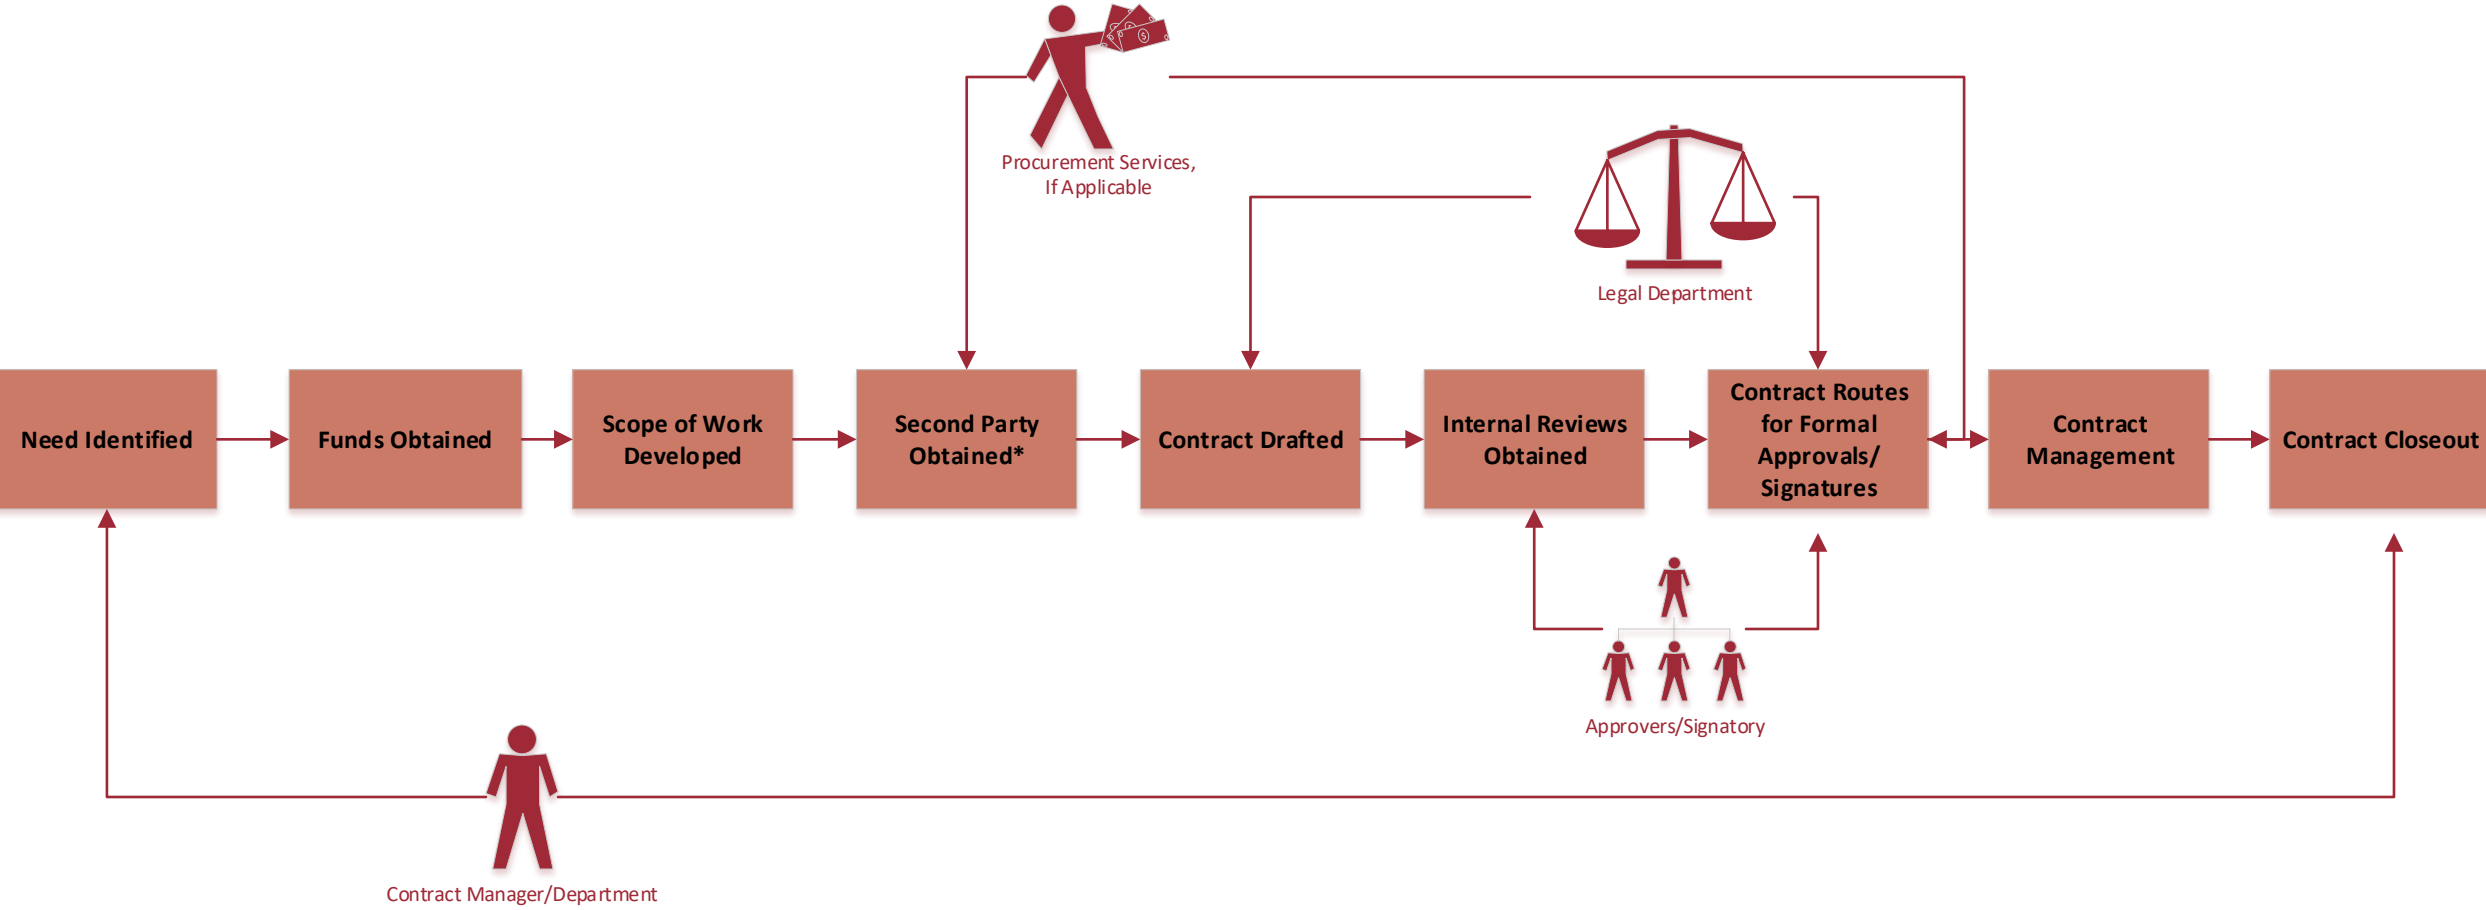 Procurement Services,
If Applicable
Legal Department
Need Identified
Funds Obtained
Scope of Work
Developed
Second Party
Obtained*
Contract Drafted
Internal Reviews
Obtained
Contract Routes
for Formal
Approvals/
Signatures
Contract
Management
Contract Closeout
Approvers/Signatory
Contract Manager/Department